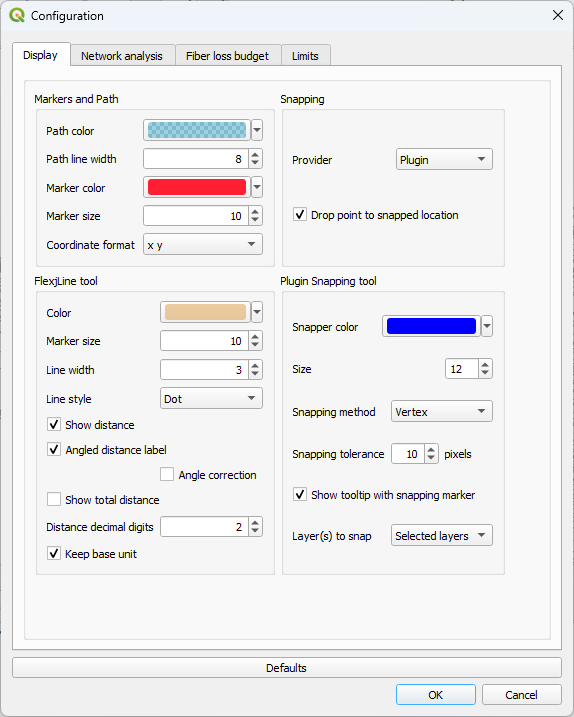 Configuration
Display
Network analysis
Fiber loss budget
Limits
Markers and Path
Path color
Path line width
8
Marker color
Marker size
10
Coordinate format
x y
Snapping
Provider
Plugin
Drop point to snapped location
FlexjLine tool
Color
Marker size
10
Line width
3
Line style
Dot
Show distance
Angled distance label
Angle correction
Show total distance
Distance decimal digits
2
Keep base unit
Plugin Snapping tool
Snapper color
Size
12
Snapping method
Vertex
Snapping tolerance
10
pixels
Show tooltip with snapping marker
Layer(s) to snap
Selected layers
Defaults
OK
Cancel